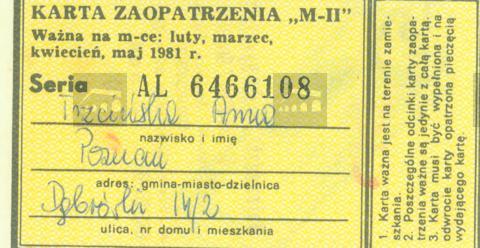 KARTA ZAOPATRZENIA „M-II”
Ważna na m-ce: luty, marzec,
kwiecień, maj 1981 r.
Seria AL 6466108
Anna
nazwisko i imię
Poznań
adres: gmina-miasto-dzielnica
14/2
ulica, nr domu i mieszkania
1. Karta ważna jest na terenie zamie-
szkania.
2. Poszczególne odcinki karty zaopa-
trzenia ważne są jedynie z całą kartą.
3. Karta musi być wypełniona i na
odwrocie karty opatrzona pieczęcią
wydającego kartę.